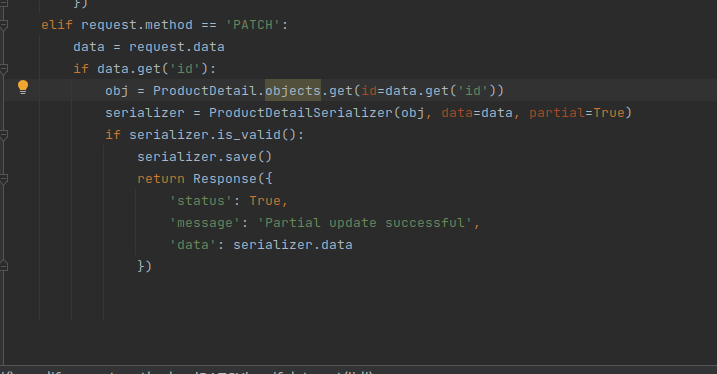 })
elif request.method == 'PATCH':
data = request.data
if data.get('id'):
obj = ProductDetail.objects.get(id=data.get('id'))
serializer = ProductDetailSerializer(obj, data=data, partial=True)
if serializer.is_valid():
serializer.save()
return Response({
'status': True,
'message': 'Partial update successful',
'data': serializer.data
})